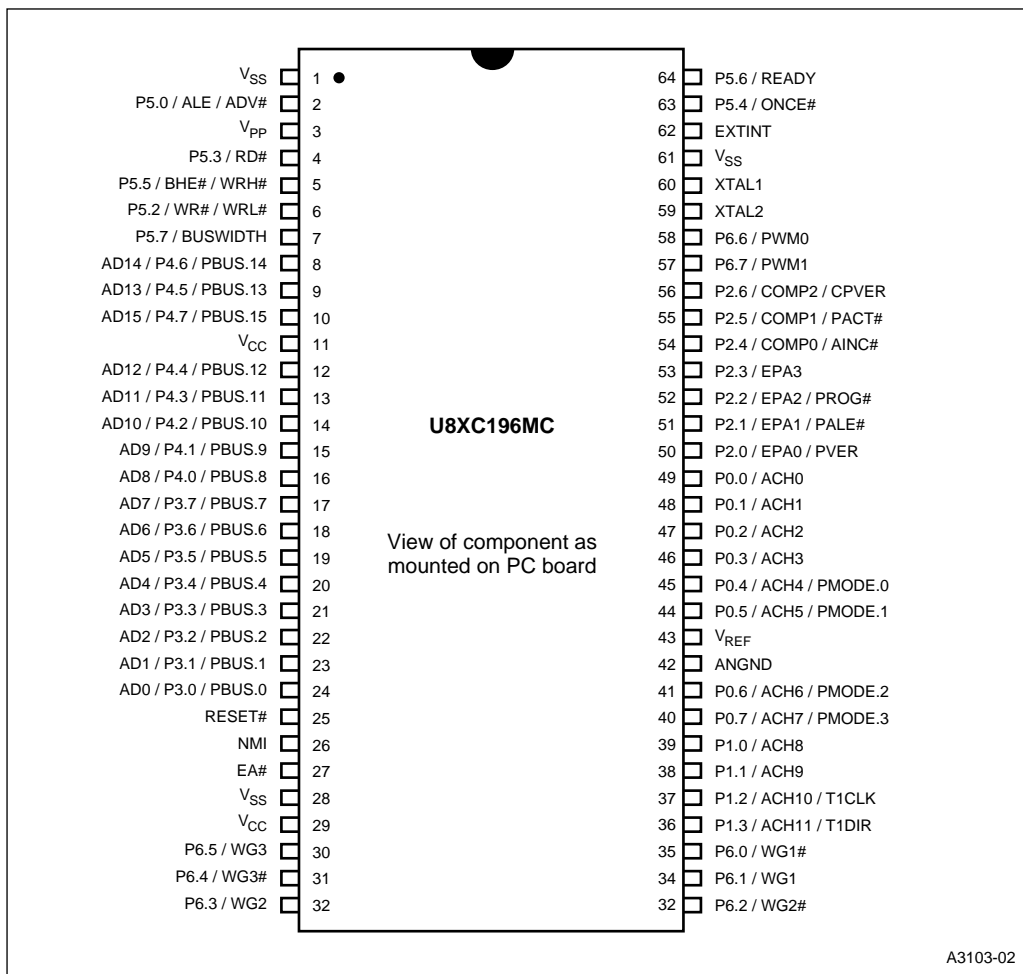 VSS 1 64 P5.6 / READY
P5.0 / ALE / ADV# 2 63 P5.4 / ONCE#
VPP 3 62 EXTINT
P5.3 / RD# 4 61 VSS
P5.5 / BHE# / WRH# 5 60 XTAL1
P5.2 / WR# / WRL# 6 59 XTAL2
P5.7 / BUSWIDTH 7 58 P6.6 / PWM0
AD14 / P4.6 / PBUS.14 8 57 P6.7 / PWM1
AD13 / P4.5 / PBUS.13 9 56 P2.6 / COMP2 / CPVER
AD15 / P4.7 / PBUS.15 10 55 P2.5 / COMP1 / PACT#
VCC 11 54 P2.4 / COMP0 / AINC#
AD12 / P4.4 / PBUS.12 12 53 P2.3 / EPA3
AD11 / P4.3 / PBUS.11 13 52 P2.2 / EPA2 / PROG#
AD10 / P4.2 / PBUS.10 14 U8XC196MC 51 P2.1 / EPA1 / PALE#
AD9 / P4.1 / PBUS.9 15 50 P2.0 / EPA0 / PVER
AD8 / P4.0 / PBUS.8 16 49 P0.0 / ACH0
AD7 / P3.7 / PBUS.7 17 48 P0.1 / ACH1
AD6 / P3.6 / PBUS.6 18 47 P0.2 / ACH2
AD5 / P3.5 / PBUS.5 19 View of component as 46 P0.3 / ACH3
AD4 / P3.4 / PBUS.4 20 mounted on PC board 45 P0.4 / ACH4 / PMODE.0
AD3 / P3.3 / PBUS.3 21 44 P0.5 / ACH5 / PMODE.1
AD2 / P3.2 / PBUS.2 22 43 VREF
AD1 / P3.1 / PBUS.1 23 42 ANGND
AD0 / P3.0 / PBUS.0 24 41 P0.6 / ACH6 / PMODE.2
RESET# 25 40 P0.7 / ACH7 / PMODE.3
NMI 26 39 P1.0 / ACH8
EA# 27 38 P1.1 / ACH9
VSS 28 37 P1.2 / ACH10 / T1CLK
VCC 29 36 P1.3 / ACH11 / T1DIR
P6.5 / WG3 30 35 P6.0 / WG1#
P6.4 / WG3# 31 34 P6.1 / WG1
P6.3 / WG2 32 32 P6.2 / WG2#
A3103-02